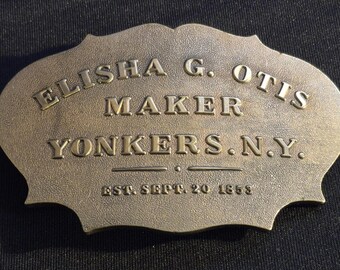 ELISHA G. OTIS
MAKER
YONKERS. N.Y.
EST. SEPT. 20 1853